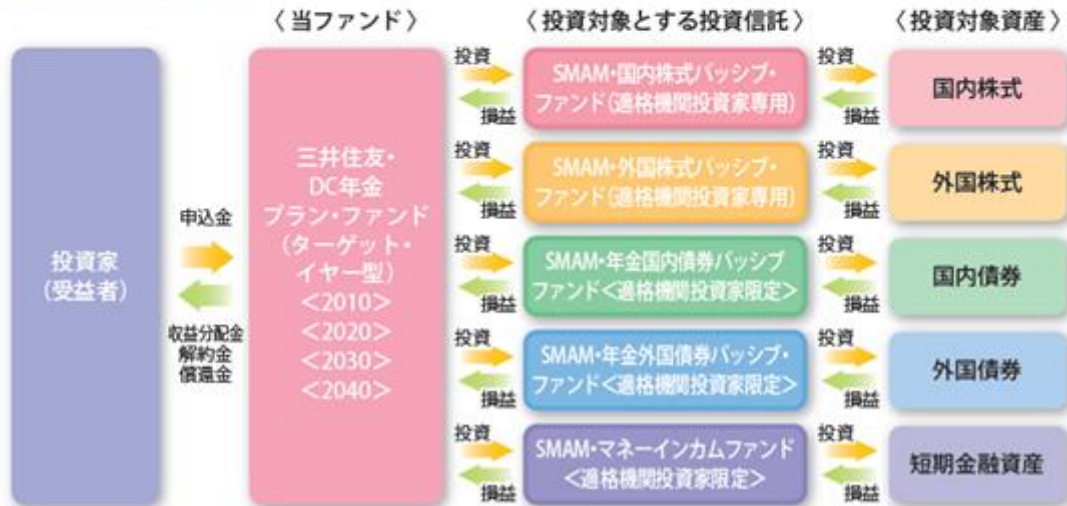 〈 当ファンド 〉
〈 投資対象とする投資信託 〉
〈 投資対象資産 〉
投資家
(受益者)
申込金
収益分配金
解約金
償還金
三井住友・
DC年金
プラン・ファンド
(ターゲット・
イヤー型)
<2010>
<2020>
<2030>
<2040>
投資
損益
SMAM・国内株式パッシブ・
ファンド(適格機関投資家専用)
投資
損益
国内株式
投資
損益
SMAM・外国株式パッシブ・
ファンド(適格機関投資家専用)
投資
損益
外国株式
投資
損益
SMAM・年金国内債券パッシブ
ファンド<適格機関投資家限定>
投資
損益
国内債券
投資
損益
SMAM・年金外国債券パッシブ・
ファンド<適格機関投資家限定>
投資
損益
外国債券
投資
損益
SMAM・マネーインカムファンド
<適格機関投資家限定>
投資
損益
短期金融資産